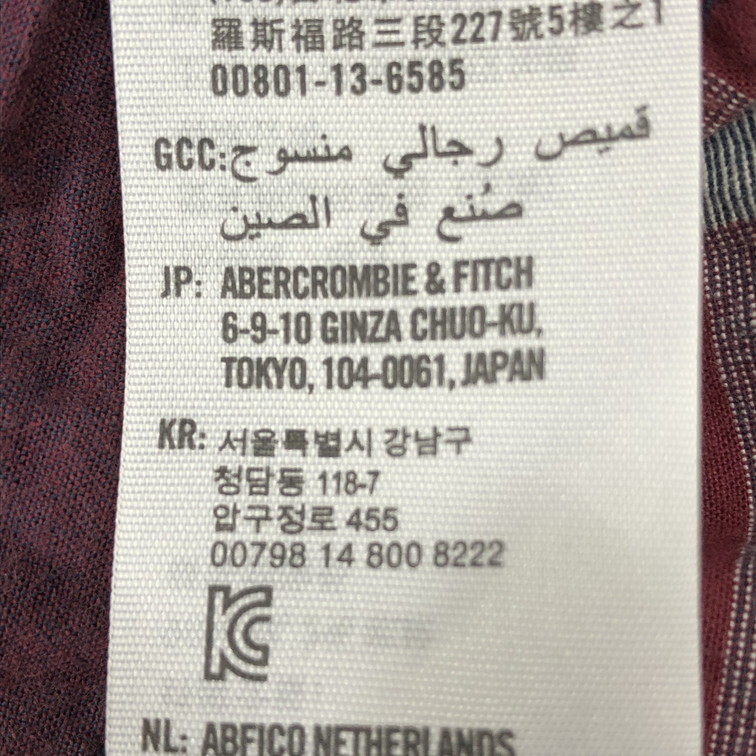 羅斯福路三段227號5樓之1
00801-13-6585
GCC: قميص رجالي منسوج
صُنع في الصين
JP: ABERCROMBIE & FITCH
6-9-10 GINZA CHUO-KU,
TOKYO, 104-0061, JAPAN
KR: 서울특별시 강남구
청담동 118-7
압구정로 455
00798 14 800 8222
KC
NL: ABFICO NETHERLANDS